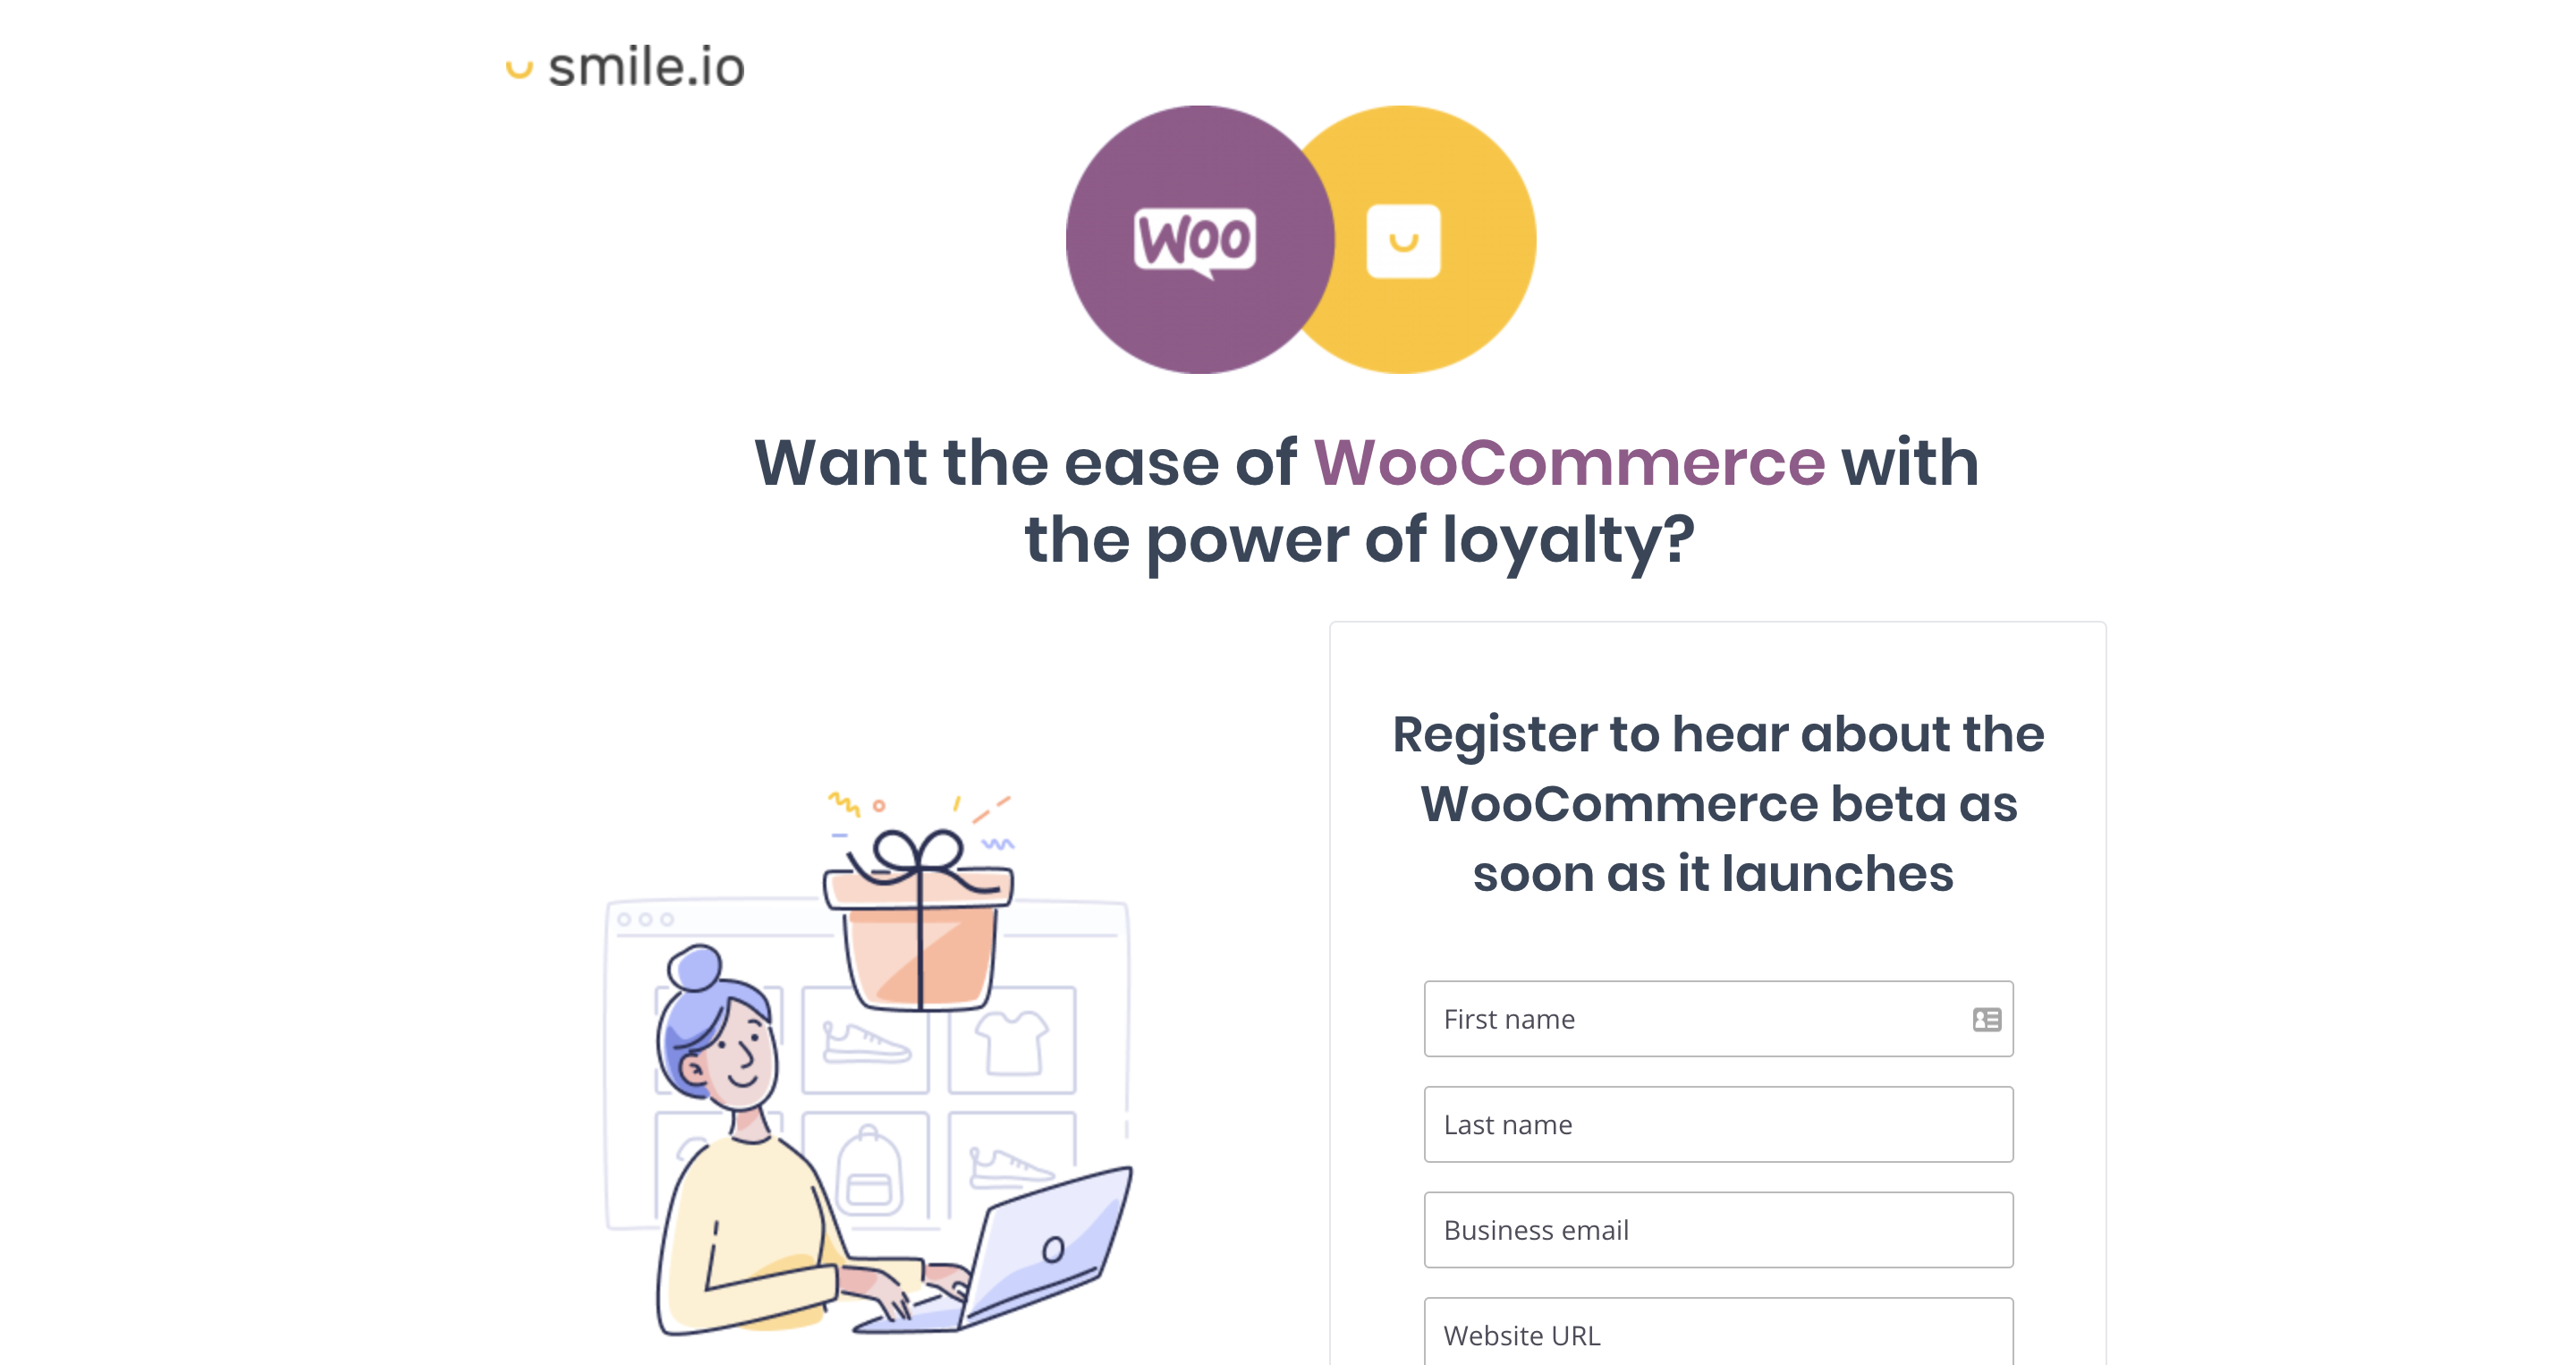 smile.io
Woo
Want the ease of WooCommerce with
the power of loyalty?
Register to hear about the
WooCommerce beta as
soon as it launches
First name
Last name
Business email
Website URL